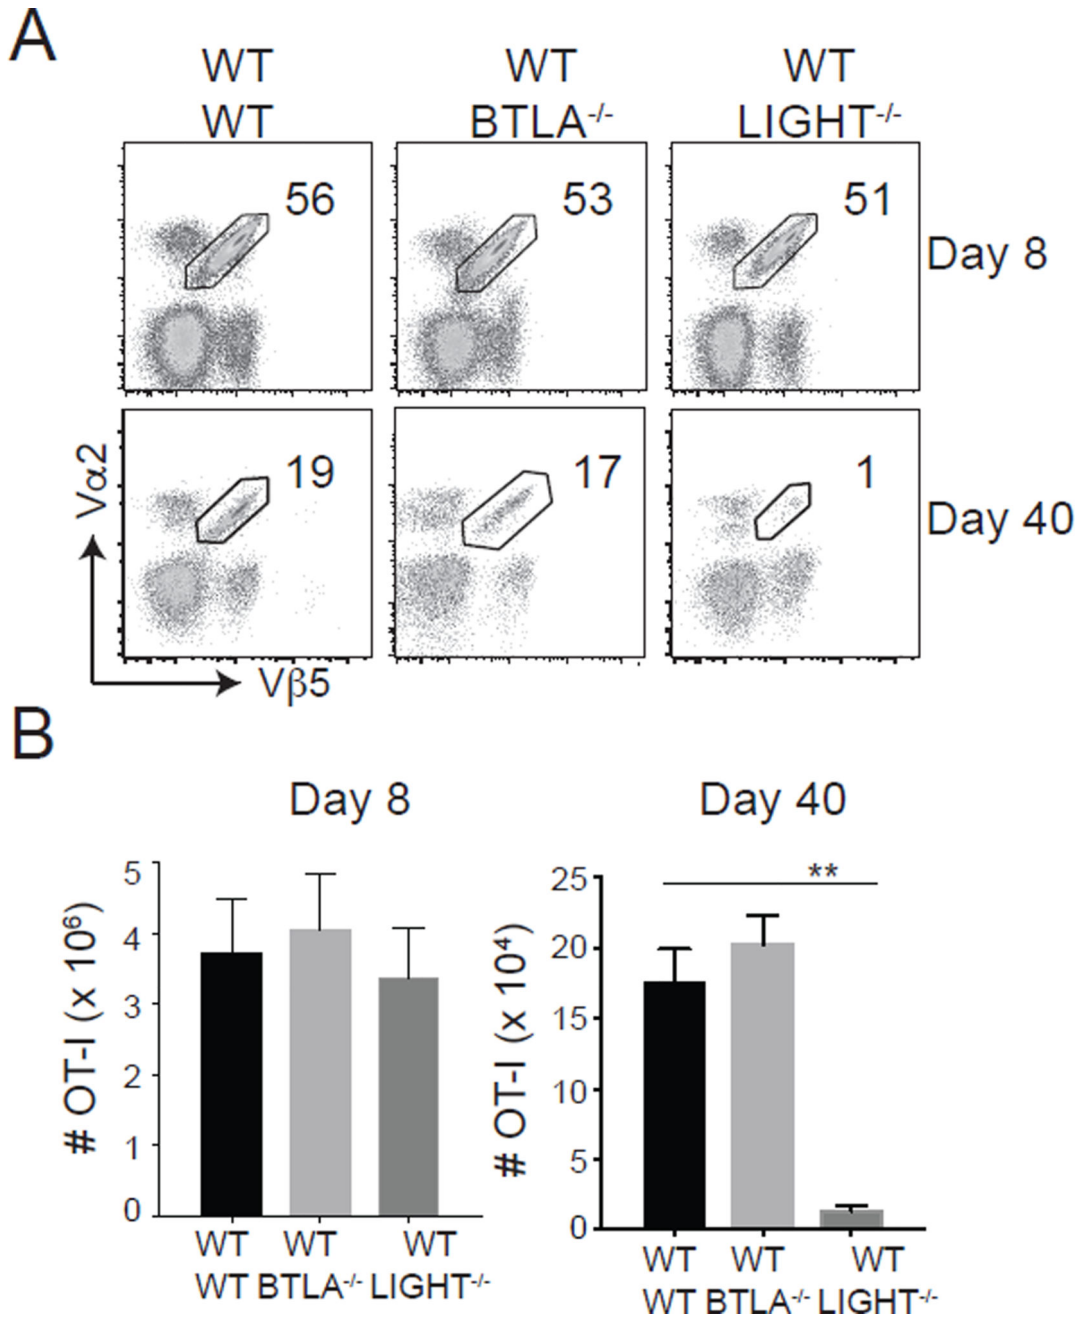 A
WT WT WT
WT BTLA-/- LIGHT-/-
56 53 51
Day 8
19 17 1
Day 40
Vα2
Vβ5
B
Day 8
# OT-I (x 10⁶)
5
4
3
2
1
0
WT WT WT
WT BTLA-/- LIGHT-/-
Day 40
**
# OT-I (x 10⁴)
25
20
15
10
5
0
WT WT WT
WT BTLA-/- LIGHT-/-